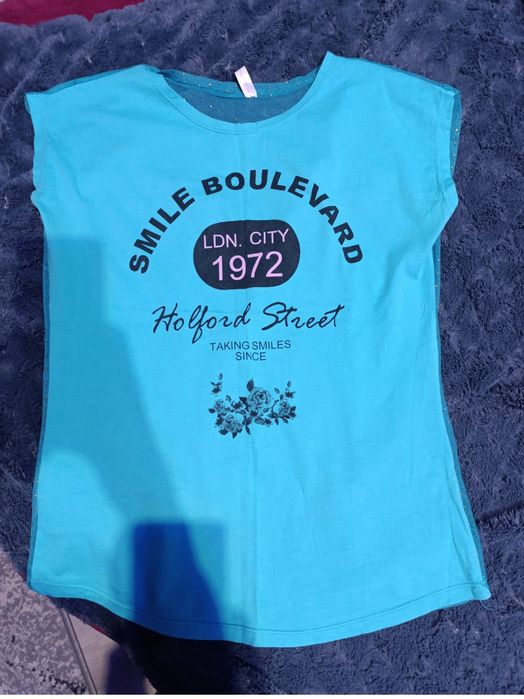 SMILE BOULEVARD
LDN. CITY
1972
Holford Street
TAKING SMILES
SINCE